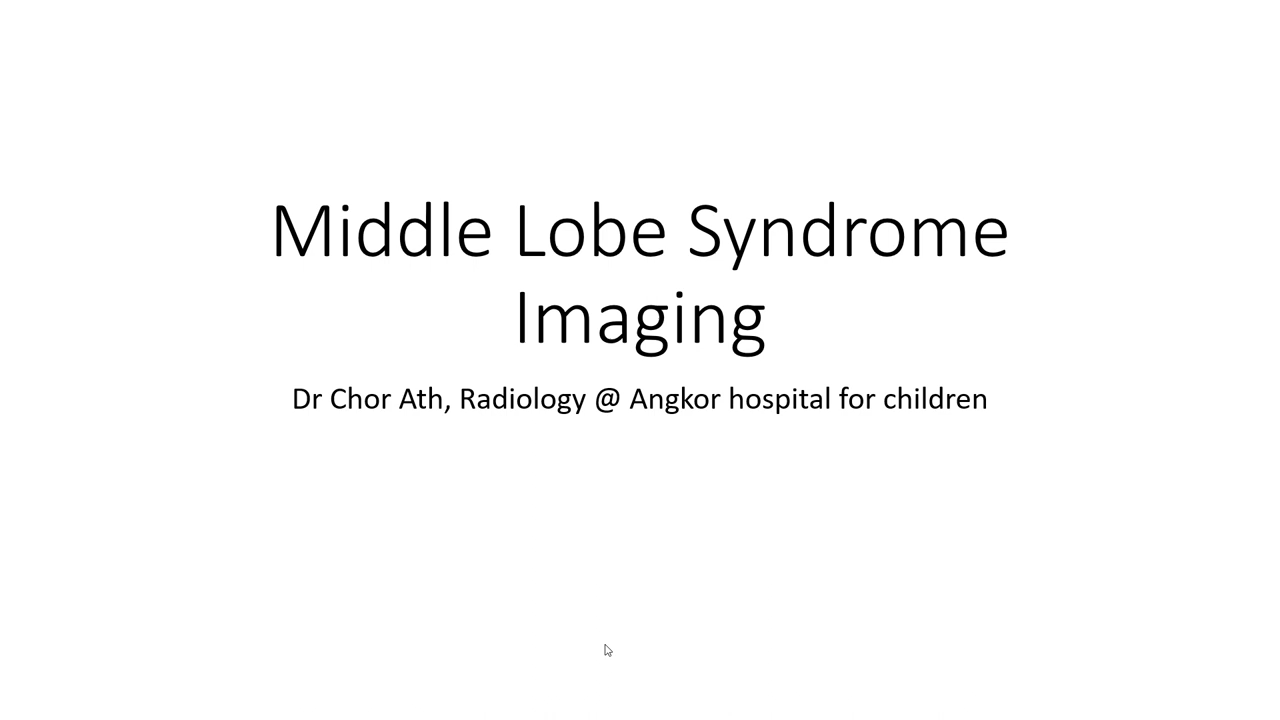 Middle Lobe Syndrome
Imaging
Dr Chor Ath, Radiology @ Angkor hospital for children